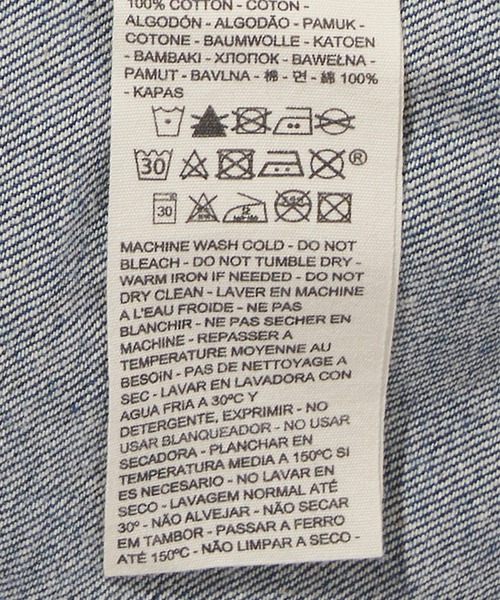 100% COTTON - COTON -
ALGODÓN - ALGODÃO - PAMUK -
COTONE - BAUMWOLLE - KATOEN
- BAMBAKI - ХЛОПОК - BAWEŁNA -
PAMUT - BAVLNA - 棉 - 면 - 綿 100%
- KAPAS
30 ®
30
MACHINE WASH COLD - DO NOT
BLEACH - DO NOT TUMBLE DRY -
WARM IRON IF NEEDED - DO NOT
DRY CLEAN - LAVER EN MACHINE
A L'EAU FROIDE - NE PAS
BLANCHIR - NE PAS SECHER EN
MACHINE - REPASSER A
TEMPERATURE MOYENNE AU
BESOiN - PAS DE NETTOYAGE A
SEC - LAVAR EN LAVADORA CON
AGUA FRIA A 30ºC Y
DETERGENTE, EXPRIMIR - NO
USAR BLANQUEADOR - NO USAR
SECADORA - PLANCHAR EN
TEMPERATURA MEDIA A 150ºC SI
ES NECESARIO - NO LAVAR EN
SECO - LAVAGEM NORMAL ATÉ
30º - NÃO ALVEJAR - NÃO SECAR
EM TAMBOR - PASSAR A FERRO
ATÉ 150ºC - NÃO LIMPAR A SECO -